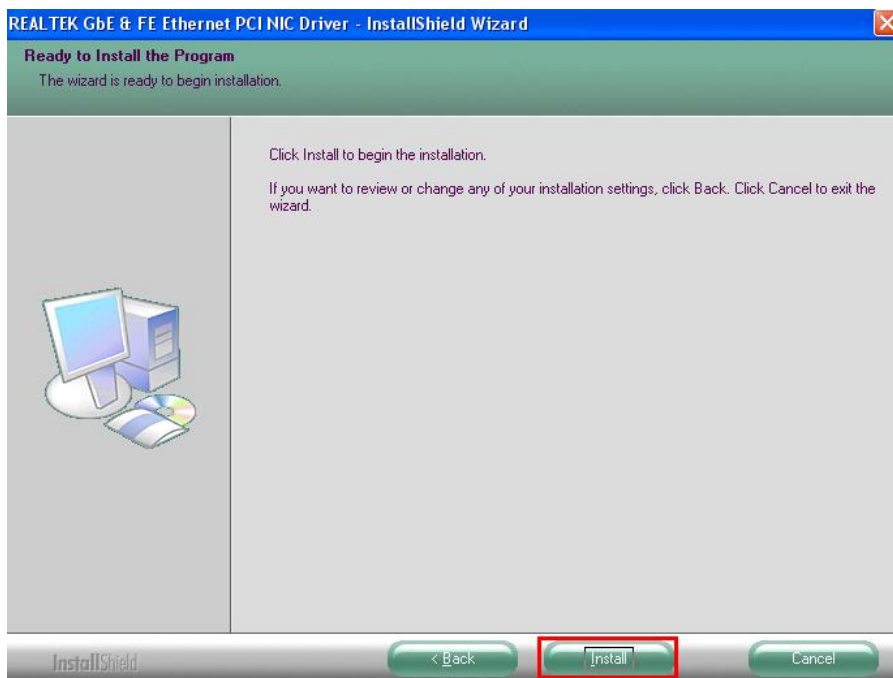 REALTEK GbE & FE Ethernet PCI NIC Driver - InstallShield Wizard
Ready to Install the Program
The wizard is ready to begin installation.
Click Install to begin the installation.
If you want to review or change any of your installation settings, click Back. Click Cancel to exit the
wizard.
InstallShield
< Back
Install
Cancel